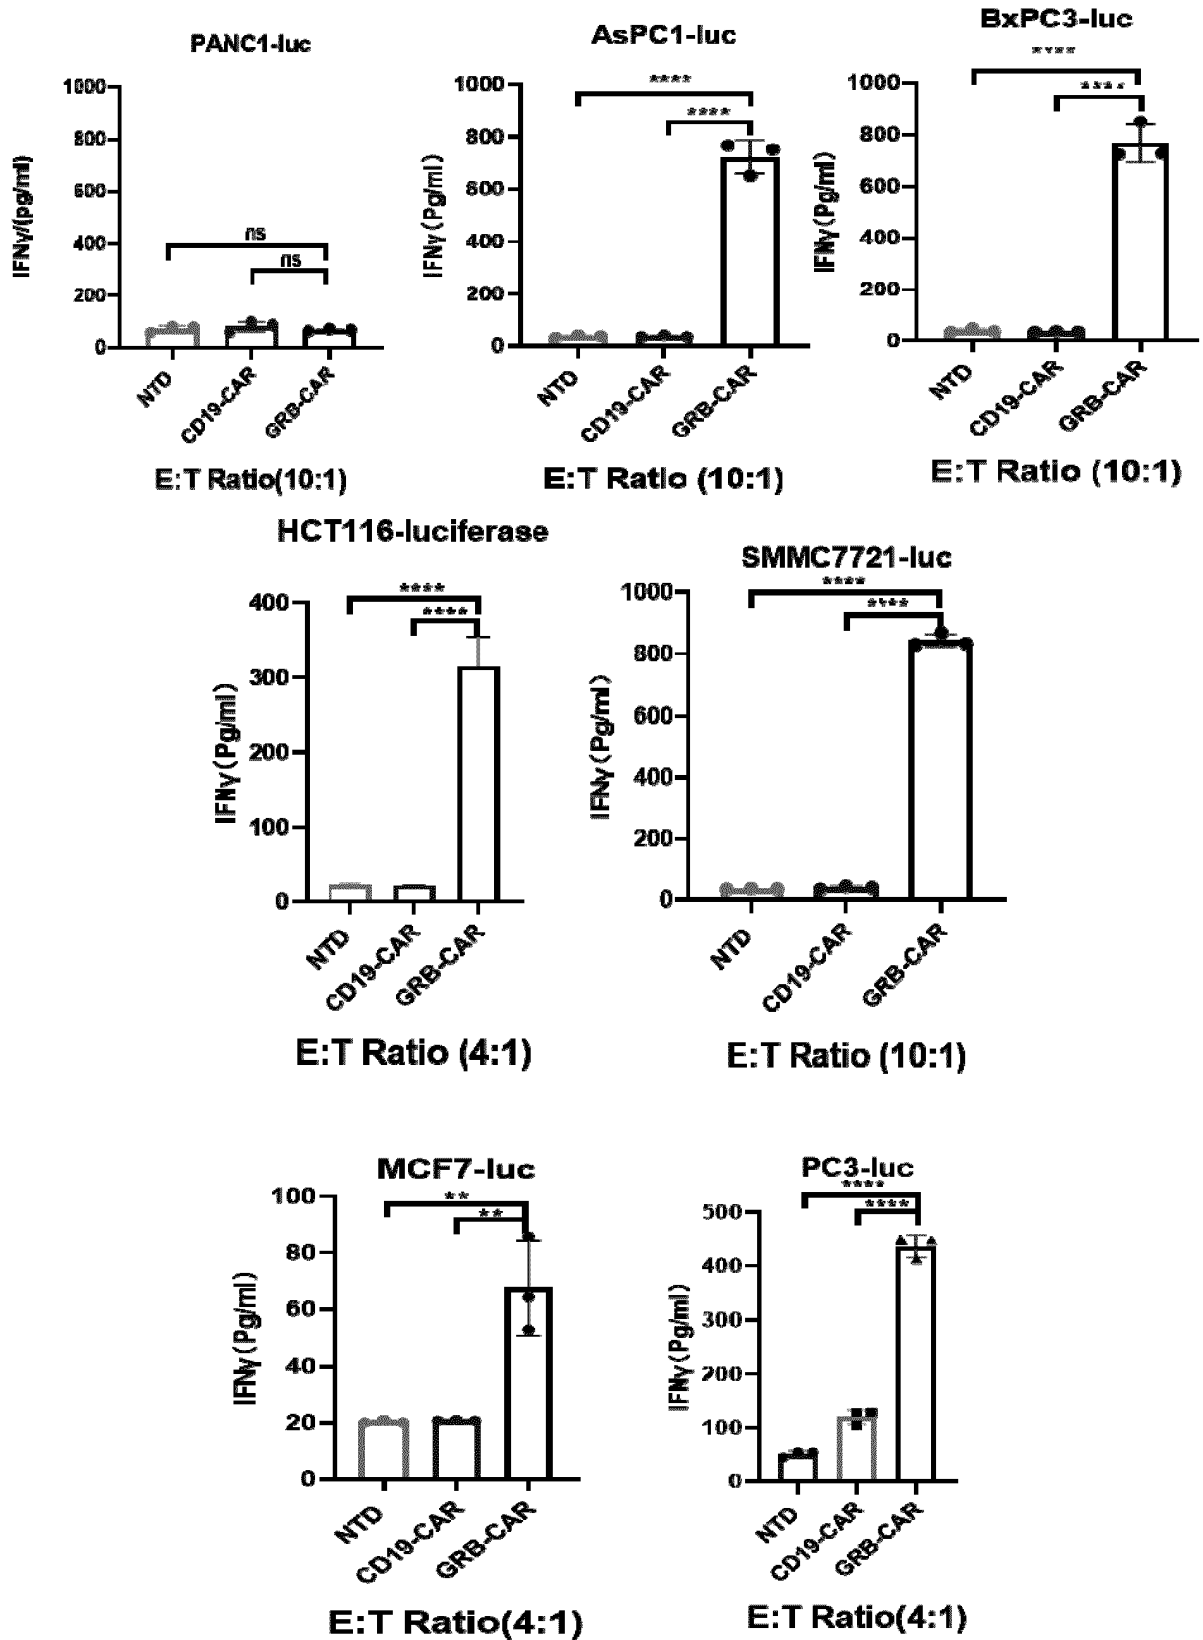 PANC1-luc
1000
800
600
400
200
0
IFNγ/(pg/ml)
ns
ns
NTD
CD19-CAR
GRB-CAR
E:T Ratio(10:1)
AsPC1-luc
1000
800
600
400
200
0
IFNγ(Pg/ml)
****
****
NTD
CD19-CAR
GRB-CAR
E:T Ratio (10:1)
BxPC3-luc
1000
800
600
400
200
0
IFNγ(Pg/ml)
****
****
NTD
CD19-CAR
GRB-CAR
E:T Ratio (10:1)
HCT116-luciferase
400
300
200
100
0
IFNγ(Pg/ml)
****
****
NTD
CD19-CAR
GRB-CAR
E:T Ratio (4:1)
SMMC7721-luc
1000
800
600
400
200
0
IFNγ(Pg/ml)
****
****
NTD
CD19-CAR
GRB-CAR
E:T Ratio (10:1)
MCF7-luc
100
80
60
40
20
0
IFNγ(Pg/ml)
**
**
NTD
CD19-CAR
GRB-CAR
E:T Ratio(4:1)
PC3-luc
500
400
300
200
100
0
IFNγ(Pg/ml)
****
****
NTD
CD19-CAR
GRB-CAR
E:T Ratio(4:1)